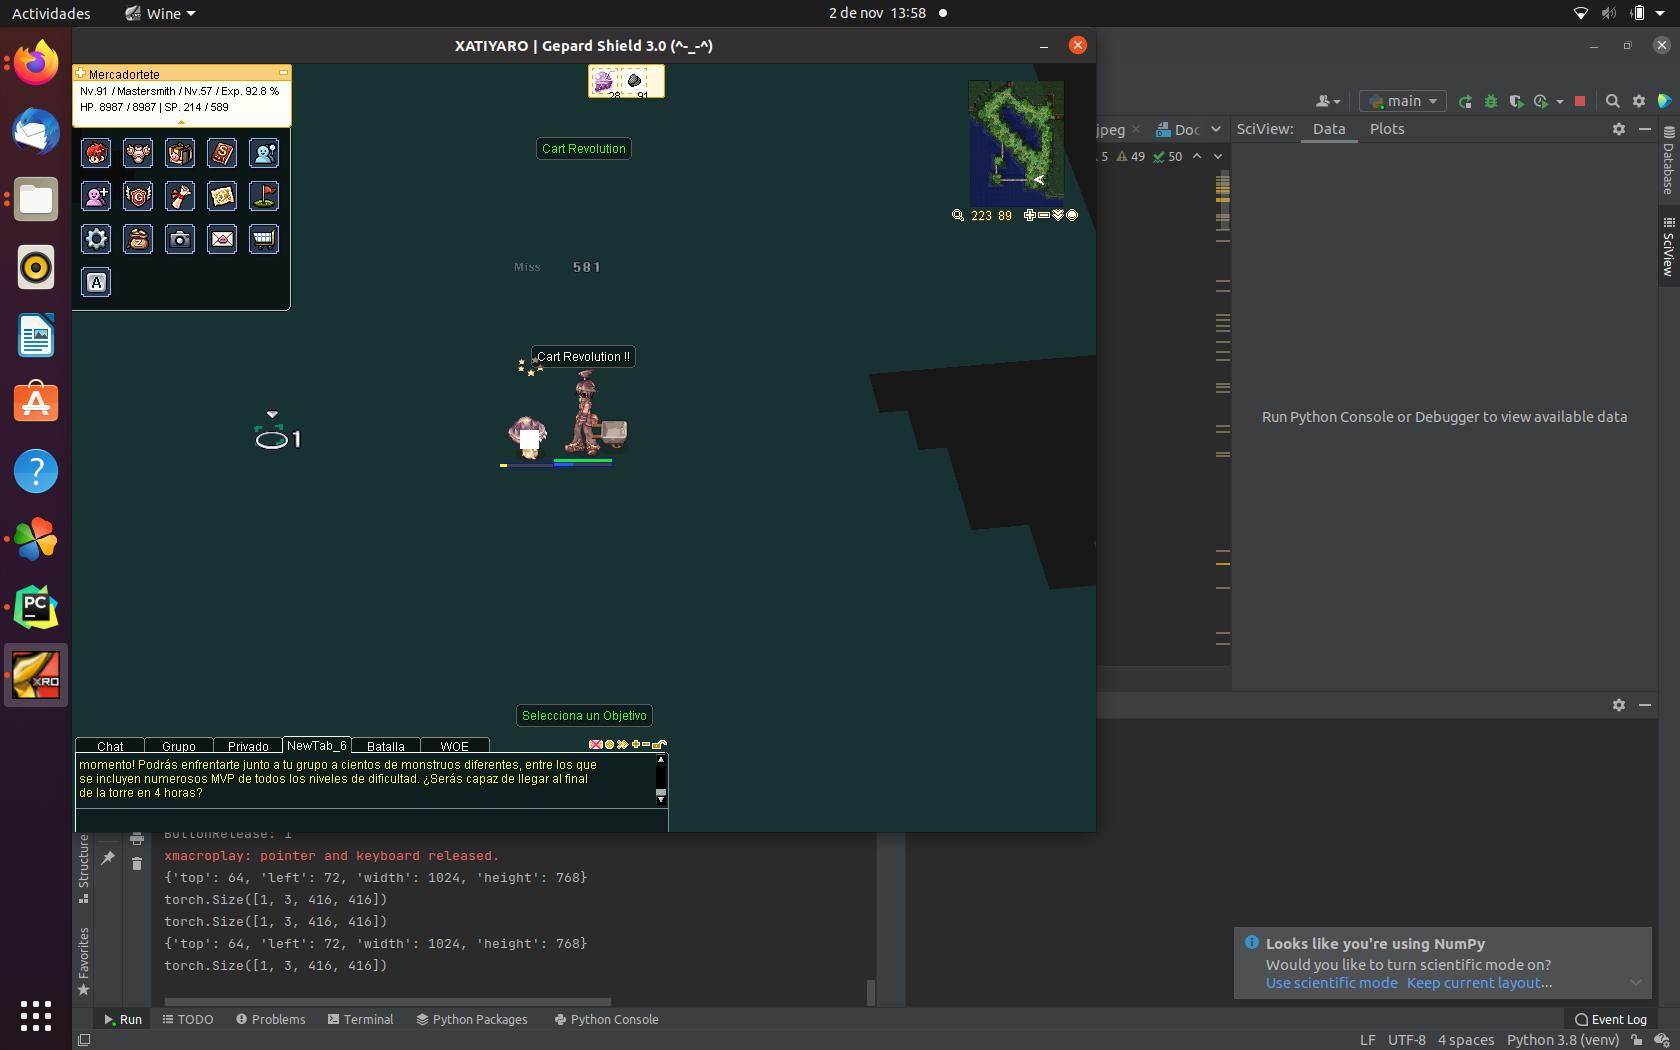 Actividades
Wine
2 de nov 13:58
XATIYARO | Gepard Shield 3.0 (^-_-^)
Mercadortete
Nv.91 / Mastersmith / Nv.57 / Exp. 92.8 %
HP. 8987 / 8987 | SP. 214 / 589
28 91
Cart Revolution
223 89
Miss 581
Cart Revolution !!
1
Selecciona un Objetivo
Chat Grupo Privado NewTab_6 Batalla WOE
momento! Podrás enfrentarte junto a tu grupo a cientos de monstruos diferentes, entre los que
se incluyen numerosos MVP de todos los niveles de dificultad. ¿Serás capaz de llegar al final
de la torre en 4 horas?
main
jpeg Doc SciView: Data Plots
5 49 50
Database
SciView
Run Python Console or Debugger to view available data
PC
XRO
A
G
ButtonRelease: 1
xmacroplay: pointer and keyboard released.
{'top': 64, 'left': 72, 'width': 1024, 'height': 768}
torch.Size([1, 3, 416, 416])
torch.Size([1, 3, 416, 416])
{'top': 64, 'left': 72, 'width': 1024, 'height': 768}
torch.Size([1, 3, 416, 416])
Structure
Favorites
Looks like you're using NumPy
Would you like to turn scientific mode on?
Use scientific mode Keep current layout...
Run TODO Problems Terminal Python Packages Python Console Event Log
LF UTF-8 4 spaces Python 3.8 (venv)